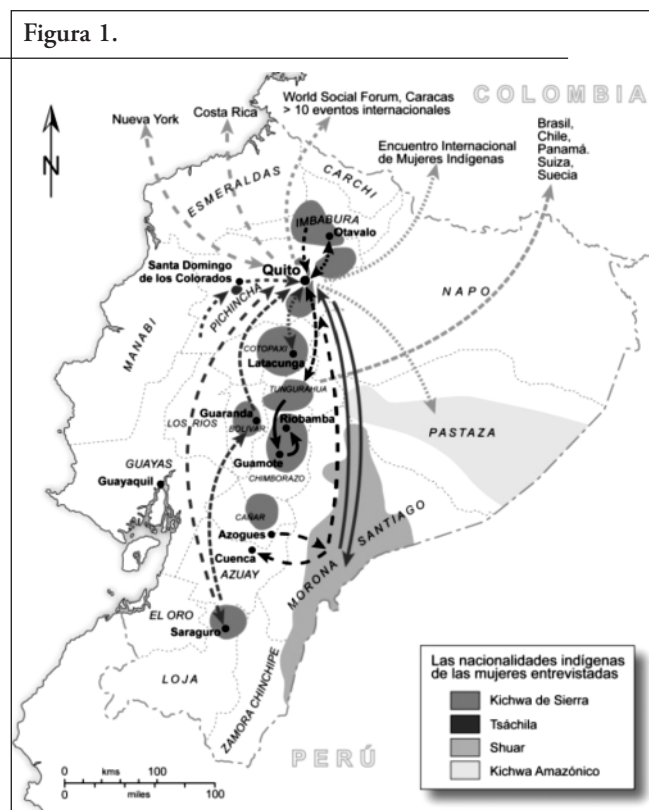 Figura 1.
World Social Forum, Caracas
> 10 eventos internacionales
COLOMBIA
Costa Rica
Nueva York
Brasil,
Chile,
Panamá.
Suiza,
Suecia
Encuentro Internacional
de Mujeres Indígenas
N
ESMERALDAS
CARCHI
IMBABURA
Otavalo
Santa Domingo
de los Colorados
Quito
PICHINCHA
NAPO
MANABI
COTOPAXI
Latacunga
TUNGURAHUA
Guaranda
BOLIVAR
Riobamba
LOS RIOS
PASTAZA
Guamote
GUAYAS
CHIMBORAZO
Guayaquil
CAÑAR
Azogues
Cuenca
AZUAY
MORONA SANTIAGO
EL ORO
Saraguro
LOJA
ZAMORA CHINCHIPE
PERÚ
Las nacionalidades indígenas
de las mujeres entrevistadas
Kichwa de Sierra
Tsáchila
Shuar
Kichwa Amazónico
0 kms 100
0 miles 100